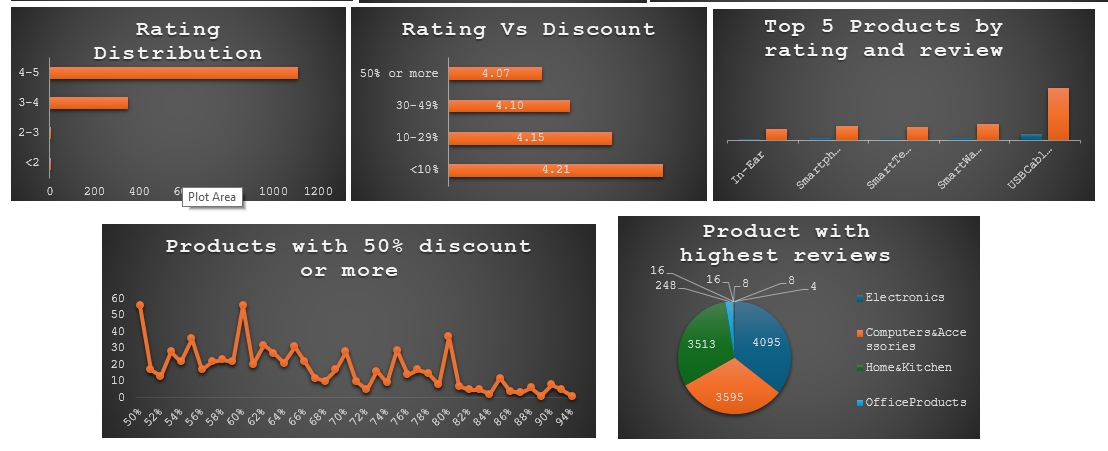 Rating
Distribution
4-5
3-4
2-3
<2
0 200 400 1000 1200
Plot Area
Rating Vs Discount
50% or more 4.07
30-49% 4.10
10-29% 4.15
<10% 4.21
Top 5 Products by
rating and review
In-Ear Smartph… SmartTe… SmartWa… USBCabl…
Products with 50% discount
or more
60
50
40
30
20
10
0
50% 52% 54% 56% 58% 60% 62% 64% 66% 68% 70% 72% 74% 76% 78% 80% 82% 84% 86% 88% 90% 94%
Product with
highest reviews
16 16 8 8
248 4
3513 4095
3595
Electronics
Computers&Acce
ssories
Home&Kitchen
OfficeProducts